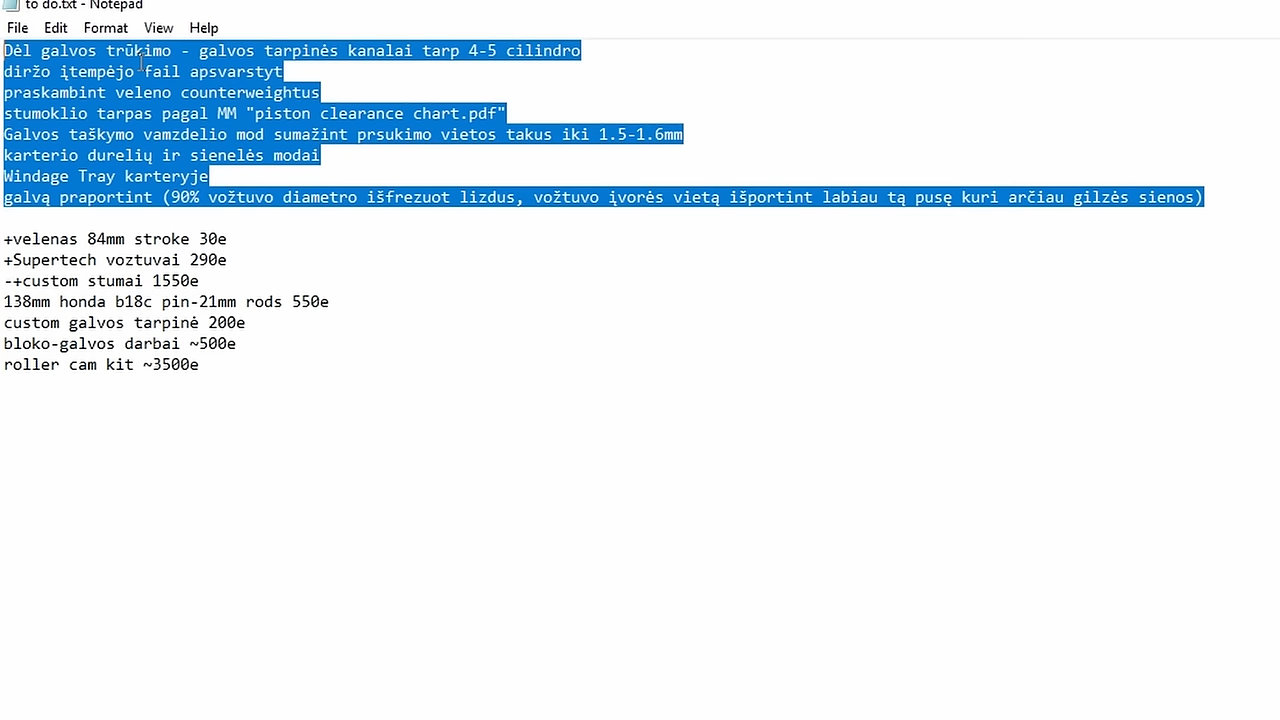 to do.txt - Notepad
File Edit Format View Help
Dėl galvos trūkimo - galvos tarpinės kanalai tarp 4-5 cilindro
diržo įtempėjo fail apsvarstyt
praskambint veleno counterweightus
stumoklio tarpas pagal MM "piston clearance chart.pdf"
Galvos taškymo vamzdelio mod sumažint prsukimo vietos takus iki 1.5-1.6mm
karterio durelių ir sienelės modai
Windage Tray karteryje
galvą praportint (90% vožtuvo diametro išfrezuot lizdus, vožtuvo įvorės vietą išportint labiau tą pusę kuri arčiau gilzės sienos)
+velenas 84mm stroke 30e
+Supertech voztuvai 290e
-+custom stumai 1550e
138mm honda b18c pin-21mm rods 550e
custom galvos tarpinė 200e
bloko-galvos darbai ~500e
roller cam kit ~3500e